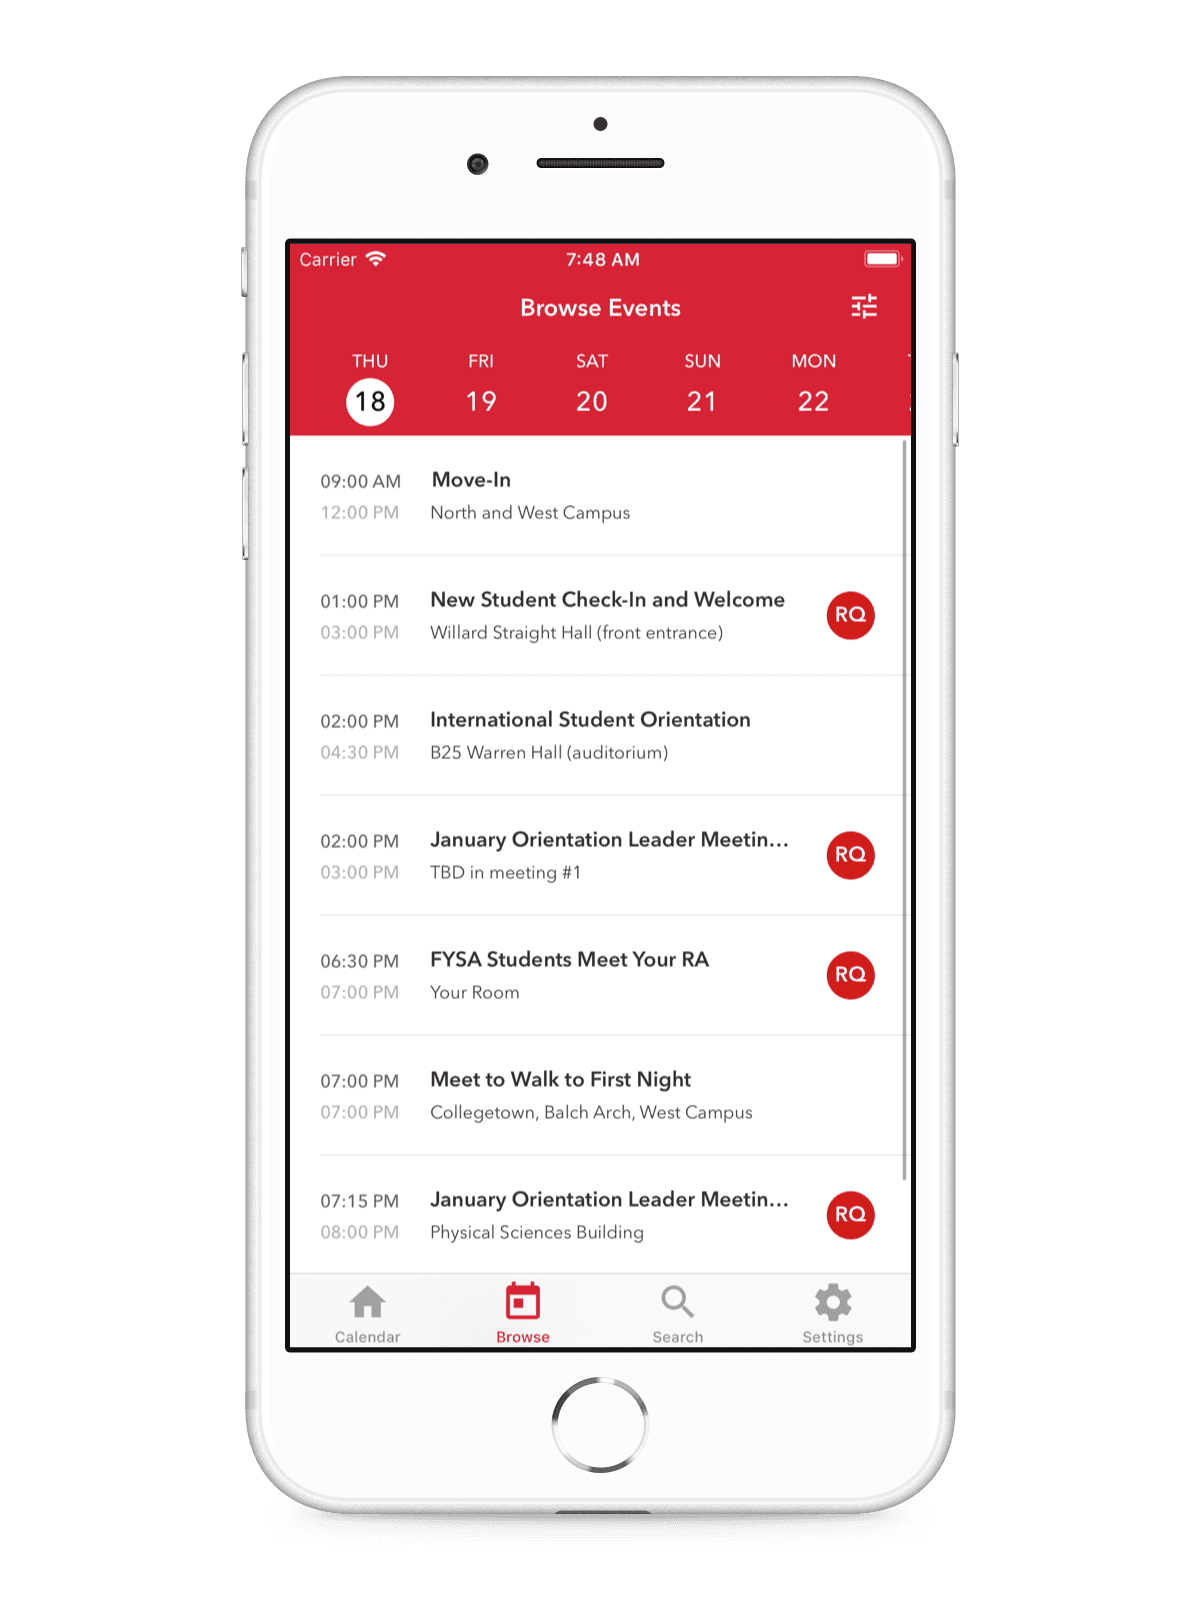 Carrier 7:48 AM
Browse Events
THU FRI SAT SUN MON
18 19 20 21 22
09:00 AM Move-In
12:00 PM North and West Campus
01:00 PM New Student Check-In and Welcome
RQ
03:00 PM Willard Straight Hall (front entrance)
02:00 PM International Student Orientation
04:30 PM B25 Warren Hall (auditorium)
02:00 PM January Orientation Leader Meetin...
RQ
03:00 PM TBD in meeting #1
06:30 PM FYSA Students Meet Your RA
RQ
07:00 PM Your Room
07:00 PM Meet to Walk to First Night
07:00 PM Collegetown, Balch Arch, West Campus
07:15 PM January Orientation Leader Meetin...
RQ
08:00 PM Physical Sciences Building
Calendar Browse Search Settings